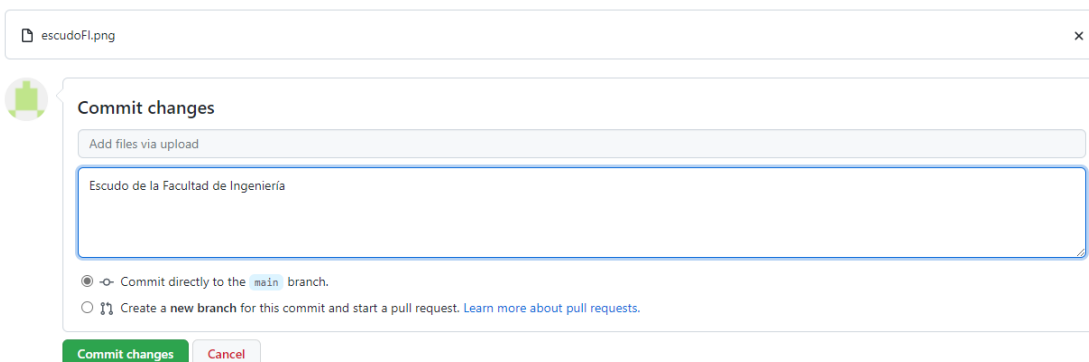 escudoFI.png
Commit changes
Add files via upload
Escudo de la Facultad de Ingeniería
Commit directly to the main branch.
Create a new branch for this commit and start a pull request. Learn more about pull requests.
Commit changes Cancel